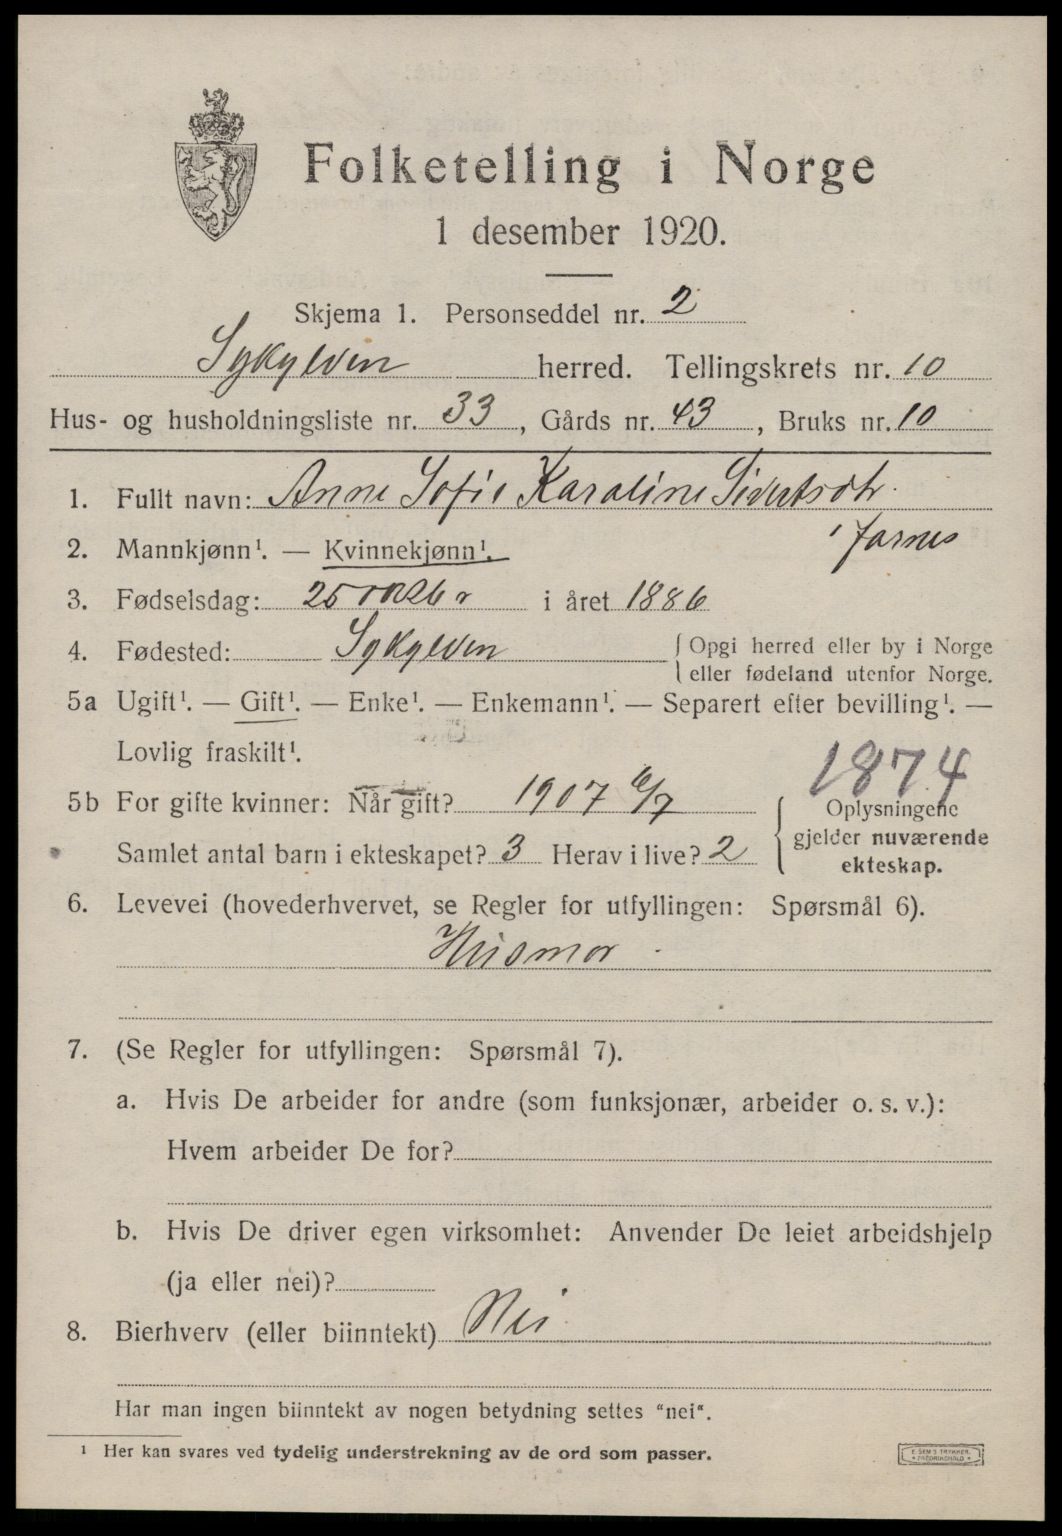 Folketelling i Norge
1 desember 1920.
Skjema 1. Personseddel nr. 2
Sykylven herred. Tellingskrets nr. 10
Hus- og husholdningsliste nr. 33, Gårds nr. 43, Bruks nr. 10
1. Fullt navn: Anne Sofie Karoline Sivertsdtr.
Jarnes
2. Mannkjønn¹. — Kvinnekjønn¹.
3. Fødselsdag: 25 oktbr i året 1886
4. Fødested: Sykylven { Opgi herred eller by i Norge
eller fødeland utenfor Norge.
5a Ugift¹. — Gift¹. — Enke¹. — Enkemann¹. — Separert efter bevilling¹. —
Lovlig fraskilt¹.
1874
5b For gifte kvinner: Når gift? 1907 6/7 { Oplysningene
gjelder nuværende
Samlet antal barn i ekteskapet? 3 Herav i live? 2
ekteskap.
6. Levevei (hovederhvervet, se Regler for utfyllingen: Spørsmål 6).
Husmor
7. (Se Regler for utfyllingen: Spørsmål 7).
a. Hvis De arbeider for andre (som funksjonær, arbeider o. s. v.):
Hvem arbeider De for?
b. Hvis De driver egen virksomhet: Anvender De leiet arbeidshjelp
(ja eller nei)?
8. Bierhverv (eller biinntekt) Nei
Har man ingen biinntekt av nogen betydning settes “nei“.
¹ Her kan svares ved tydelig understrekning av de ord som passer.
E. SEM'S TRYKKERI
* FREDRIKSHALD *